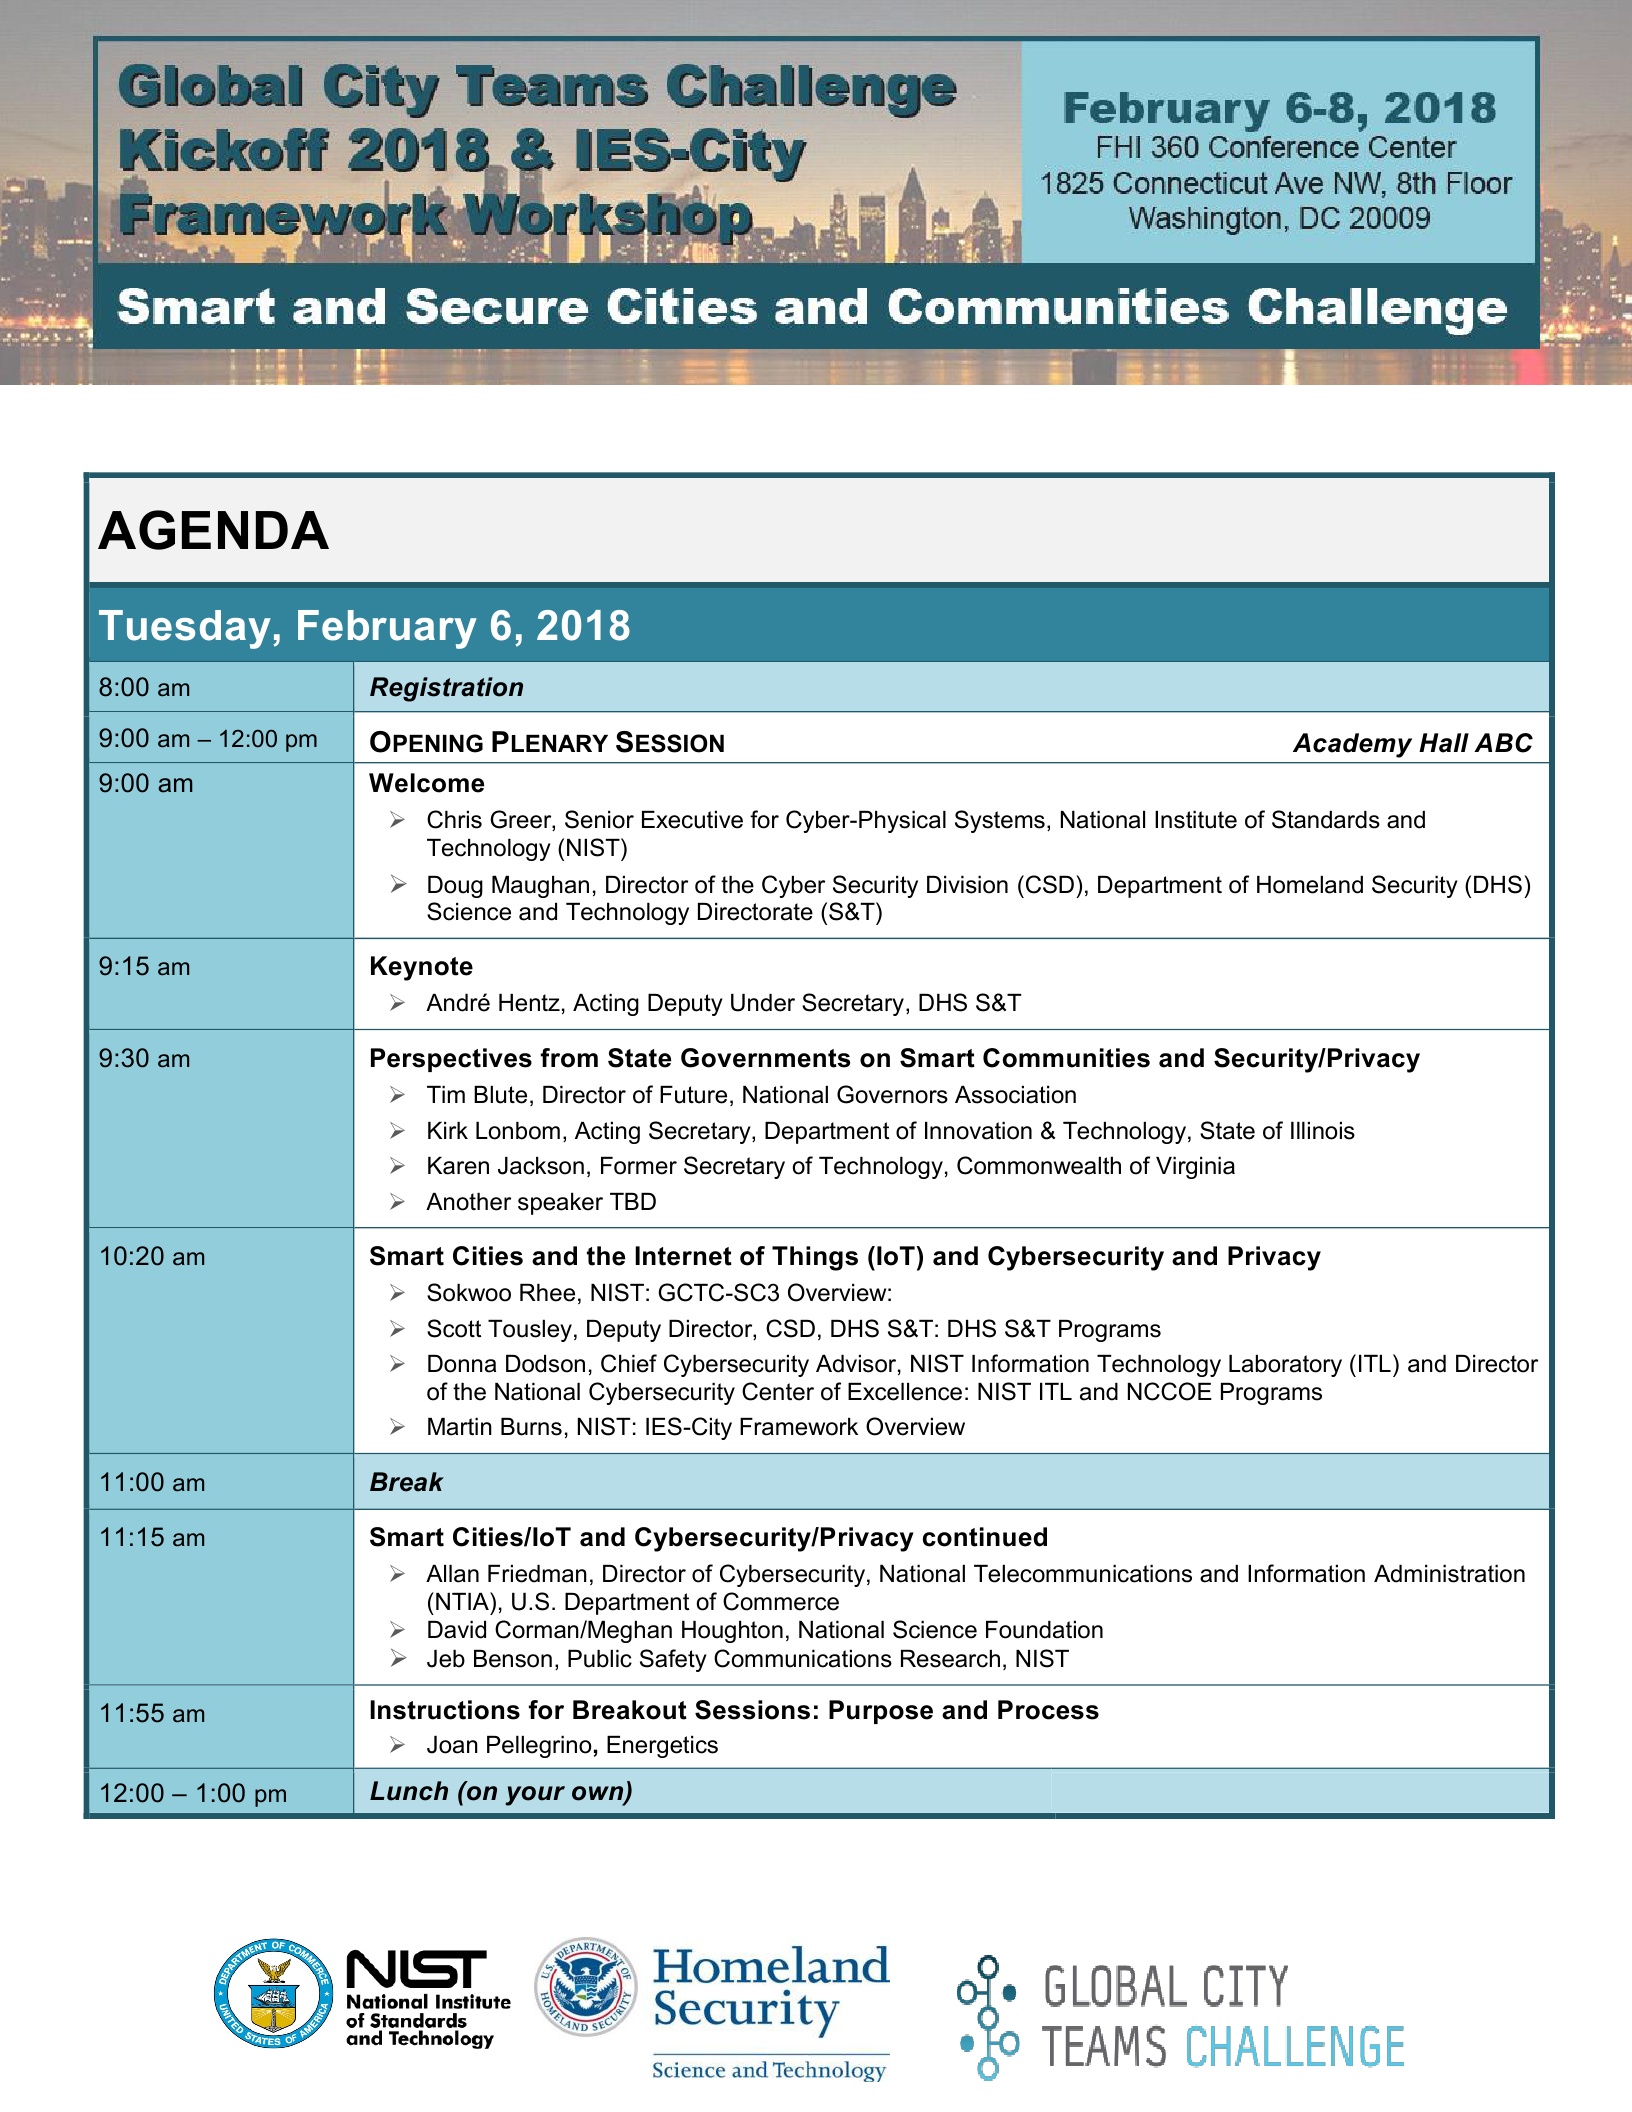 Global City Teams Challenge
Kickoff 2018 & IES-City
Framework Workshop
February 6-8, 2018
FHI 360 Conference Center
1825 Connecticut Ave NW, 8th Floor
Washington, DC 20009
Smart and Secure Cities and Communities Challenge
AGENDA
Tuesday, February 6, 2018
8:00 am Registration
9:00 am – 12:00 pm OPENING PLENARY SESSION Academy Hall ABC
9:00 am Welcome
➢ Chris Greer, Senior Executive for Cyber-Physical Systems, National Institute of Standards and
Technology (NIST)
➢ Doug Maughan, Director of the Cyber Security Division (CSD), Department of Homeland Security (DHS)
Science and Technology Directorate (S&T)
9:15 am Keynote
➢ André Hentz, Acting Deputy Under Secretary, DHS S&T
9:30 am Perspectives from State Governments on Smart Communities and Security/Privacy
➢ Tim Blute, Director of Future, National Governors Association
➢ Kirk Lonbom, Acting Secretary, Department of Innovation & Technology, State of Illinois
➢ Karen Jackson, Former Secretary of Technology, Commonwealth of Virginia
➢ Another speaker TBD
10:20 am Smart Cities and the Internet of Things (IoT) and Cybersecurity and Privacy
➢ Sokwoo Rhee, NIST: GCTC-SC3 Overview:
➢ Scott Tousley, Deputy Director, CSD, DHS S&T: DHS S&T Programs
➢ Donna Dodson, Chief Cybersecurity Advisor, NIST Information Technology Laboratory (ITL) and Director
of the National Cybersecurity Center of Excellence: NIST ITL and NCCOE Programs
➢ Martin Burns, NIST: IES-City Framework Overview
11:00 am Break
11:15 am Smart Cities/IoT and Cybersecurity/Privacy continued
➢ Allan Friedman, Director of Cybersecurity, National Telecommunications and Information Administration
(NTIA), U.S. Department of Commerce
➢ David Corman/Meghan Houghton, National Science Foundation
➢ Jeb Benson, Public Safety Communications Research, NIST
11:55 am Instructions for Breakout Sessions: Purpose and Process
➢ Joan Pellegrino, Energetics
12:00 – 1:00 pm Lunch (on your own)
DEPARTMENT OF COMMERCE
UNITED STATES OF AMERICA
NIST
National Institute
of Standards
and Technology
U.S. DEPARTMENT OF
HOMELAND SECURITY
Homeland
Security
Science and Technology
GLOBAL CITY
TEAMS CHALLENGE